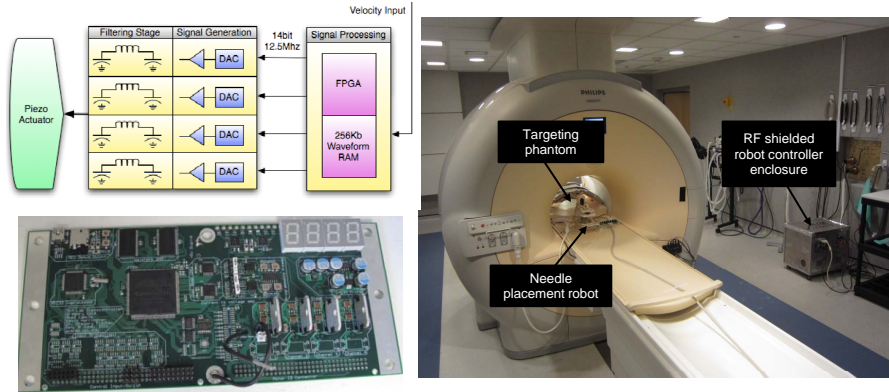 Velocity Input
Filtering Stage
Signal Generation
14bit
12.5Mhz
Signal Processing
DAC
DAC
DAC
DAC
FPGA
256Kb
Waveform
RAM
Piezo
Actuator
PHILIPS
Targeting
phantom
RF shielded
robot controller
enclosure
Needle
placement robot